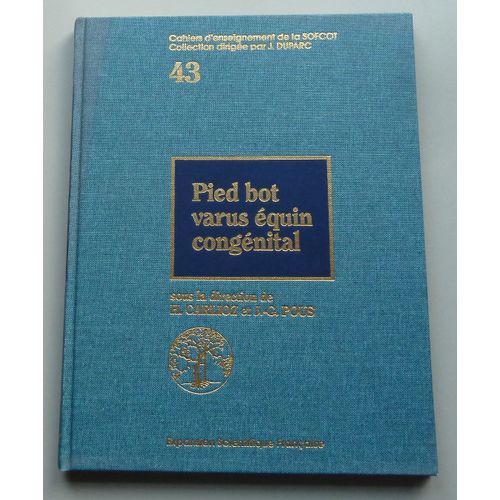 Cahiers d'enseignement de la SOFCOT
Collection dirigée par J. DUPARC
43
Pied bot
varus équin
congénital
sous la direction de
H. CARLIOZ et J.-G. POUS
Expansion Scientifique Française